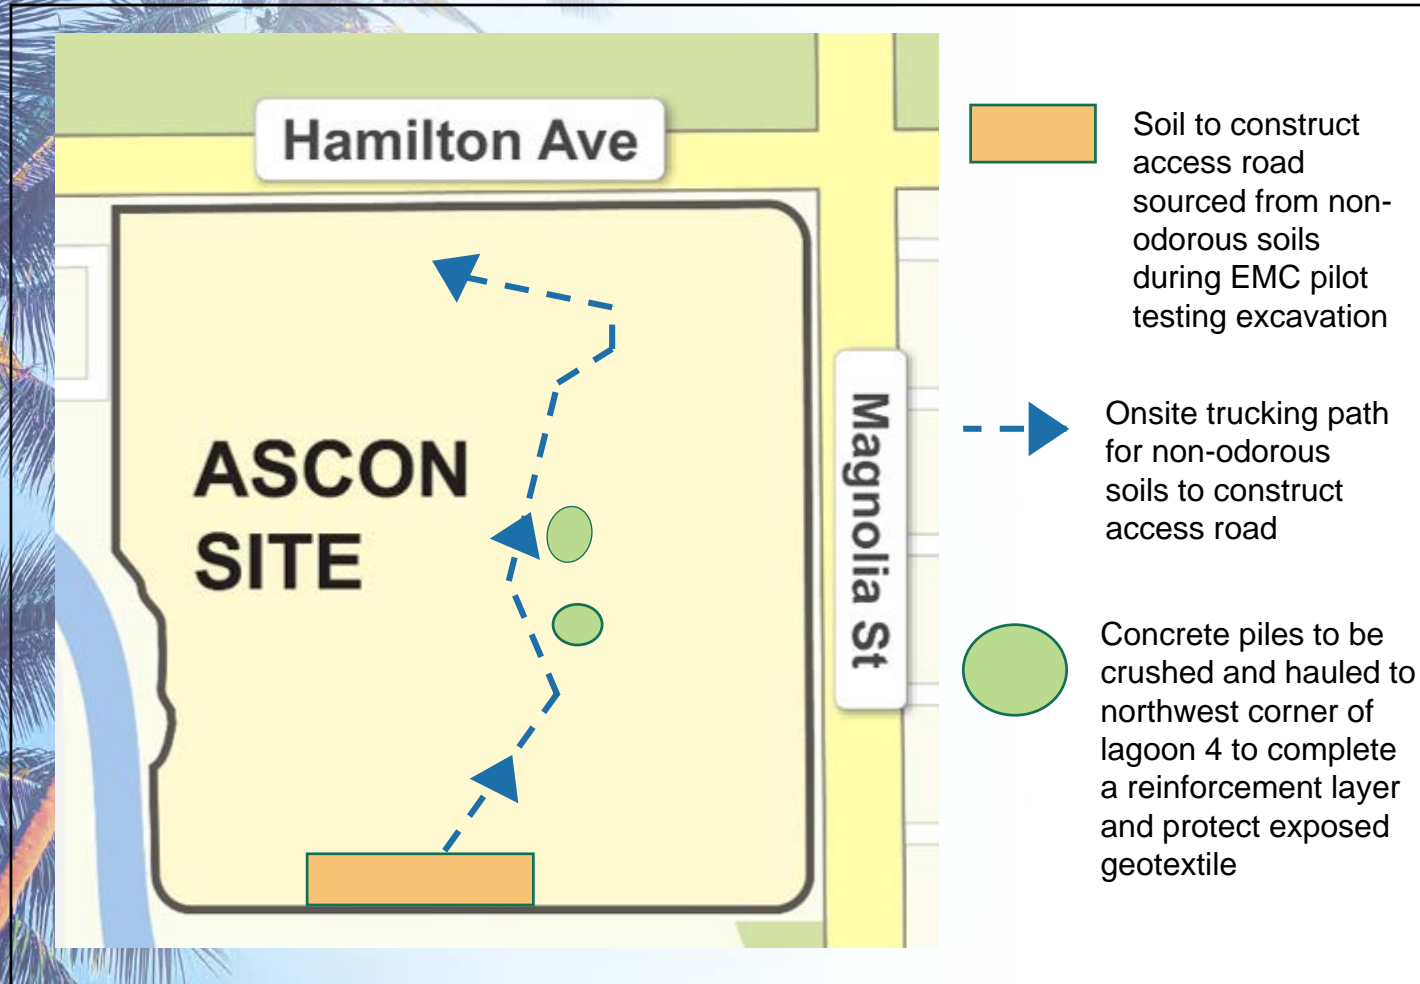 Hamilton Ave
ASCON
SITE
Magnolia St
Soil to construct
access road
sourced from non-
odorous soils
during EMC pilot
testing excavation
Onsite trucking path
for non-odorous
soils to construct
access road
Concrete piles to be
crushed and hauled to
northwest corner of
lagoon 4 to complete
a reinforcement layer
and protect exposed
geotextile